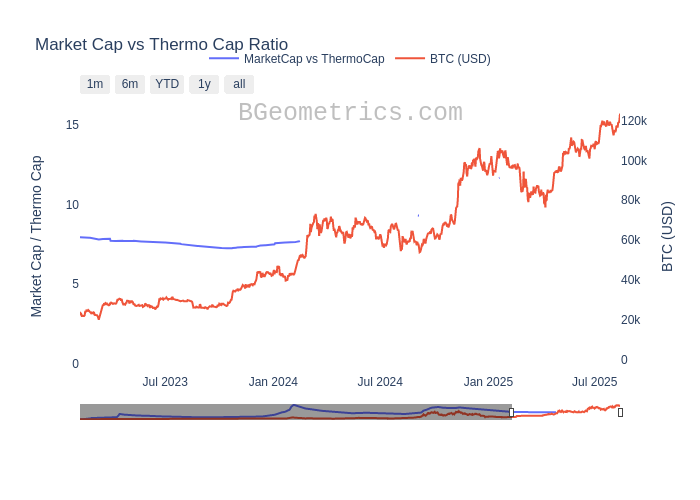 Market Cap vs Thermo Cap Ratio
MarketCap vs ThermoCap
BTC (USD)
1m
6m
YTD
1y
all
BGeometrics.com
Market Cap / Thermo Cap
15
10
5
0
BTC (USD)
120k
100k
80k
60k
40k
20k
0
Jul 2023
Jan 2024
Jul 2024
Jan 2025
Jul 2025